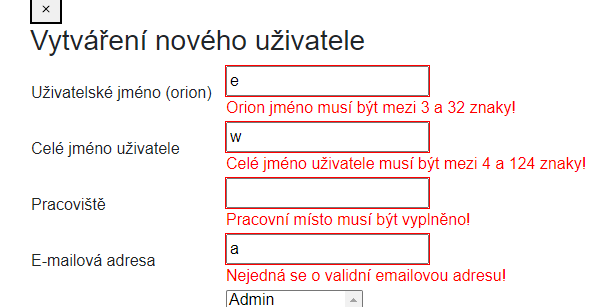 ×
Vytváření nového uživatele
Uživatelské jméno (orion) e
Orion jméno musí být mezi 3 a 32 znaky!
Celé jméno uživatele w
Celé jméno uživatele musí být mezi 4 a 124 znaky!
Pracoviště
Pracovní místo musí být vyplněno!
E-mailová adresa a
Nejedná se o validní emailovou adresu!
Admin